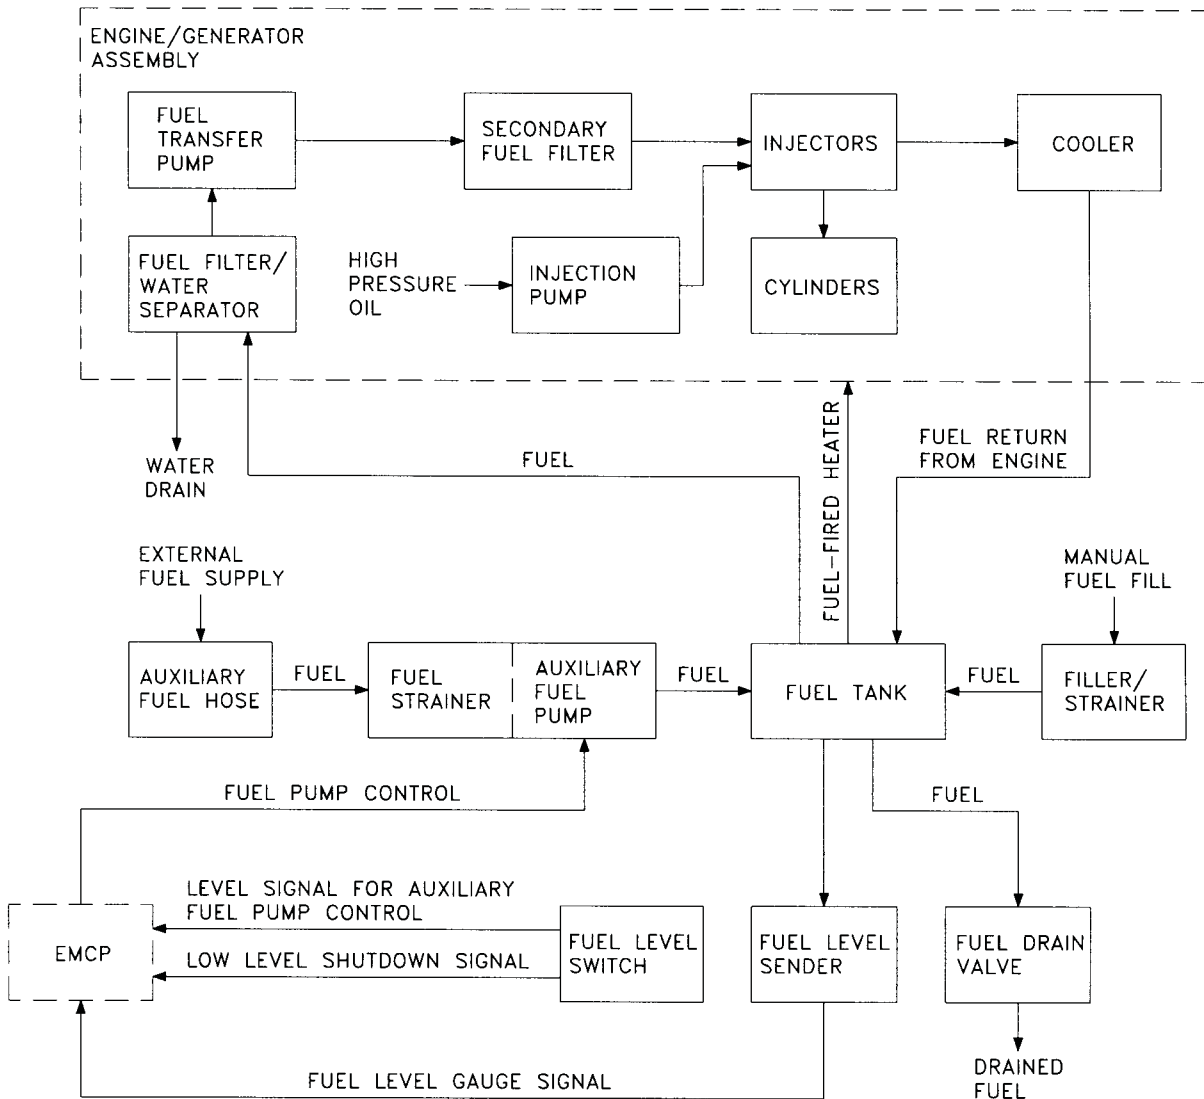 ENGINE/GENERATOR
ASSEMBLY
FUEL
TRANSFER
PUMP
SECONDARY
FUEL FILTER
INJECTORS
COOLER
FUEL FILTER/
WATER
SEPARATOR
HIGH
PRESSURE
OIL
INJECTION
PUMP
CYLINDERS
WATER
DRAIN
FUEL
FUEL-FIRED HEATER
FUEL RETURN
FROM ENGINE
EXTERNAL
FUEL SUPPLY
MANUAL
FUEL FILL
AUXILIARY
FUEL HOSE
FUEL
FUEL
STRAINER
AUXILIARY
FUEL
PUMP
FUEL
FUEL TANK
FUEL
FILLER/
STRAINER
FUEL PUMP CONTROL
FUEL
LEVEL SIGNAL FOR AUXILIARY
FUEL PUMP CONTROL
EMCP
LOW LEVEL SHUTDOWN SIGNAL
FUEL LEVEL
SWITCH
FUEL LEVEL
SENDER
FUEL DRAIN
VALVE
FUEL LEVEL GAUGE SIGNAL
DRAINED
FUEL